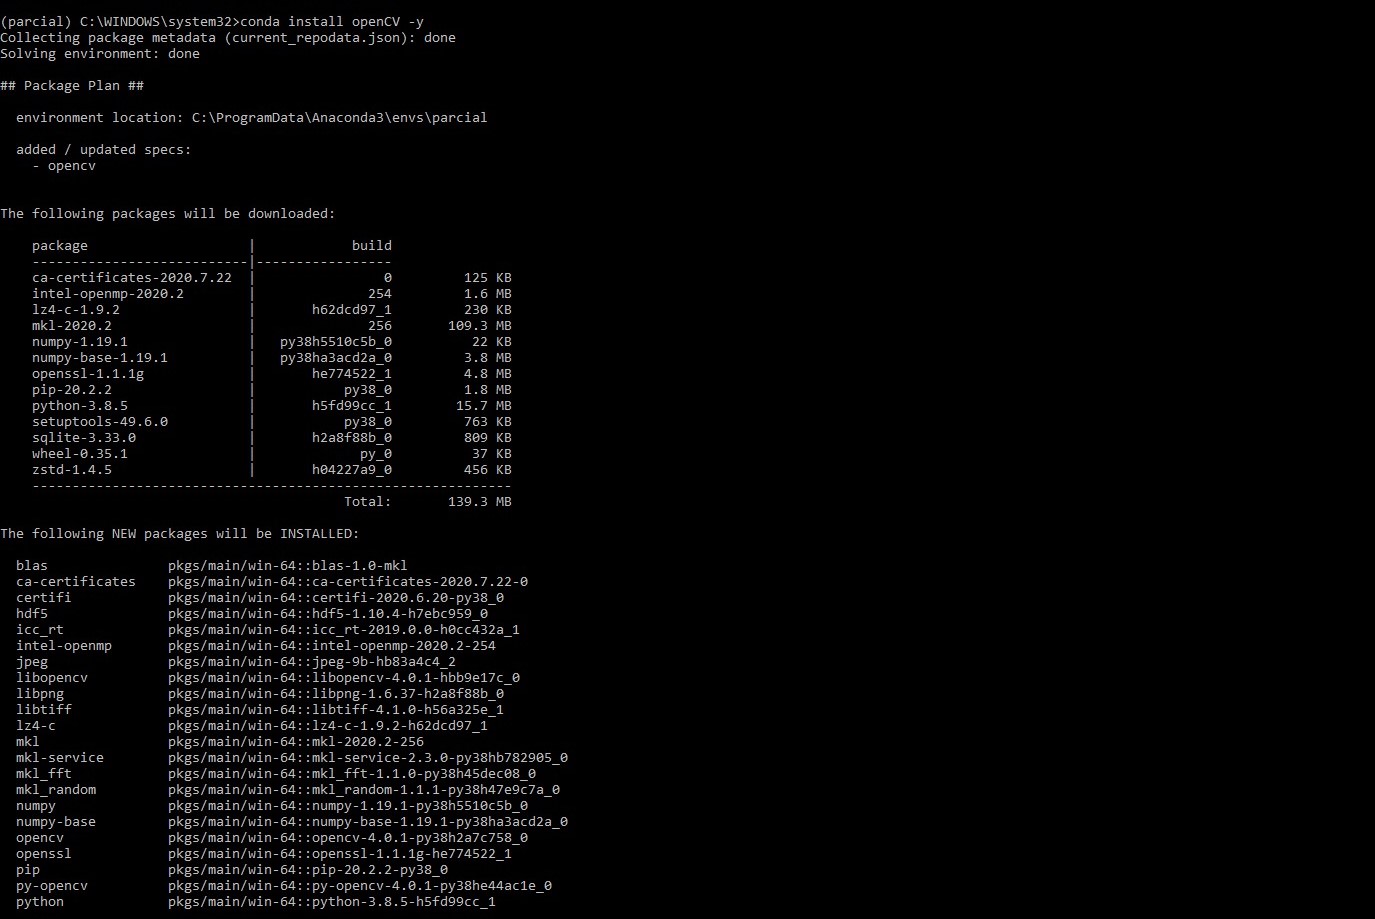 (parcial) C:\WINDOWS\system32>conda install openCV -y
Collecting package metadata (current_repodata.json): done
Solving environment: done
## Package Plan ##
environment location: C:\ProgramData\Anaconda3\envs\parcial
added / updated specs:
- opencv
The following packages will be downloaded:
package | build
---------------------------|-----------------
ca-certificates-2020.7.22 | 0 125 KB
intel-openmp-2020.2 | 254 1.6 MB
lz4-c-1.9.2 | h62dcd97_1 230 KB
mkl-2020.2 | 256 109.3 MB
numpy-1.19.1 | py38h5510c5b_0 22 KB
numpy-base-1.19.1 | py38ha3acd2a_0 3.8 MB
openssl-1.1.1g | he774522_1 4.8 MB
pip-20.2.2 | py38_0 1.8 MB
python-3.8.5 | h5fd99cc_1 15.7 MB
setuptools-49.6.0 | py38_0 763 KB
sqlite-3.33.0 | h2a8f88b_0 809 KB
wheel-0.35.1 | py_0 37 KB
zstd-1.4.5 | h04227a9_0 456 KB
------------------------------------------------------------
Total: 139.3 MB
The following NEW packages will be INSTALLED:
blas pkgs/main/win-64::blas-1.0-mkl
ca-certificates pkgs/main/win-64::ca-certificates-2020.7.22-0
certifi pkgs/main/win-64::certifi-2020.6.20-py38_0
hdf5 pkgs/main/win-64::hdf5-1.10.4-h7ebc959_0
icc_rt pkgs/main/win-64::icc_rt-2019.0.0-h0cc432a_1
intel-openmp pkgs/main/win-64::intel-openmp-2020.2-254
jpeg pkgs/main/win-64::jpeg-9b-hb83a4c4_2
libopencv pkgs/main/win-64::libopencv-4.0.1-hbb9e17c_0
libpng pkgs/main/win-64::libpng-1.6.37-h2a8f88b_0
libtiff pkgs/main/win-64::libtiff-4.1.0-h56a325e_1
lz4-c pkgs/main/win-64::lz4-c-1.9.2-h62dcd97_1
mkl pkgs/main/win-64::mkl-2020.2-256
mkl-service pkgs/main/win-64::mkl-service-2.3.0-py38hb782905_0
mkl_fft pkgs/main/win-64::mkl_fft-1.1.0-py38h45dec08_0
mkl_random pkgs/main/win-64::mkl_random-1.1.1-py38h47e9c7a_0
numpy pkgs/main/win-64::numpy-1.19.1-py38h5510c5b_0
numpy-base pkgs/main/win-64::numpy-base-1.19.1-py38ha3acd2a_0
opencv pkgs/main/win-64::opencv-4.0.1-py38h2a7c758_0
openssl pkgs/main/win-64::openssl-1.1.1g-he774522_1
pip pkgs/main/win-64::pip-20.2.2-py38_0
py-opencv pkgs/main/win-64::py-opencv-4.0.1-py38he44ac1e_0
python pkgs/main/win-64::python-3.8.5-h5fd99cc_1